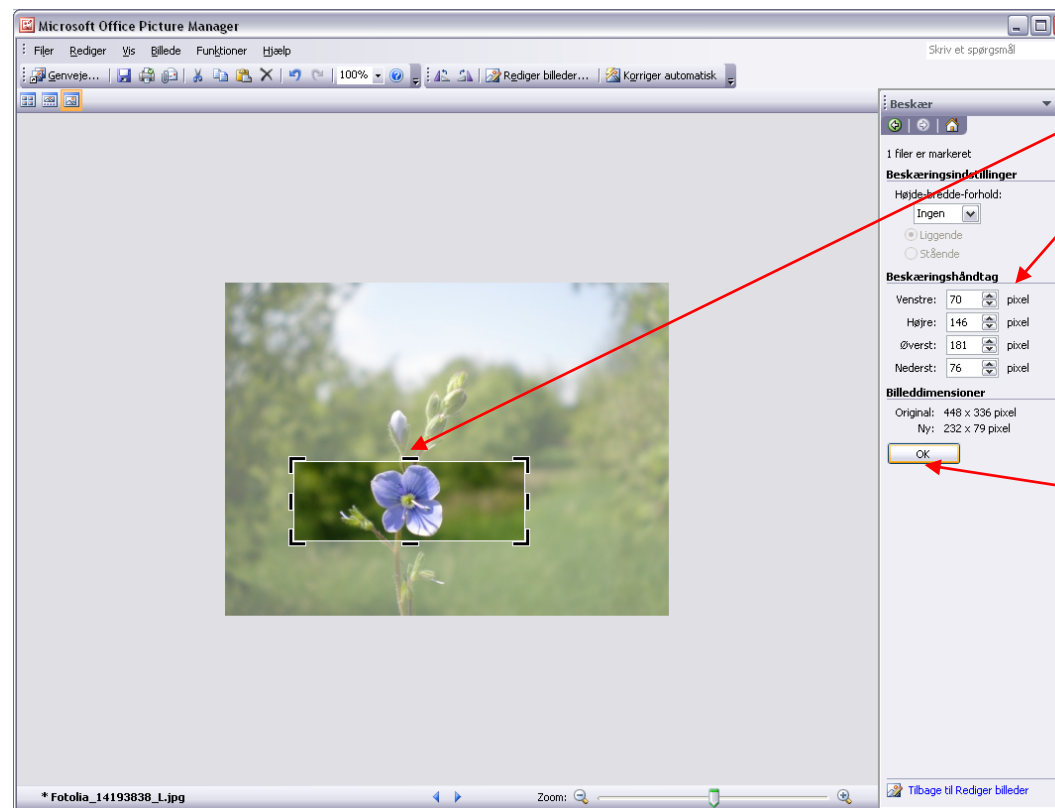 Microsoft Office Picture Manager
Filer Rediger Vis Billede Funktioner Hjælp Skriv et spørgsmål
Genveje... 100% Rediger billeder... Korriger automatisk
Beskær
1 filer er markeret
Beskæringsindstillinger
Højde-bredde-forhold:
Ingen
Liggende
Stående
Beskæringshåndtag
Venstre: 70 pixel
Højre: 146 pixel
Øverst: 181 pixel
Nederst: 76 pixel
Billeddimensioner
Original: 448 x 336 pixel
Ny: 232 x 79 pixel
OK
* Fotolia_14193838_L.jpg Zoom: Tilbage til Rediger billeder